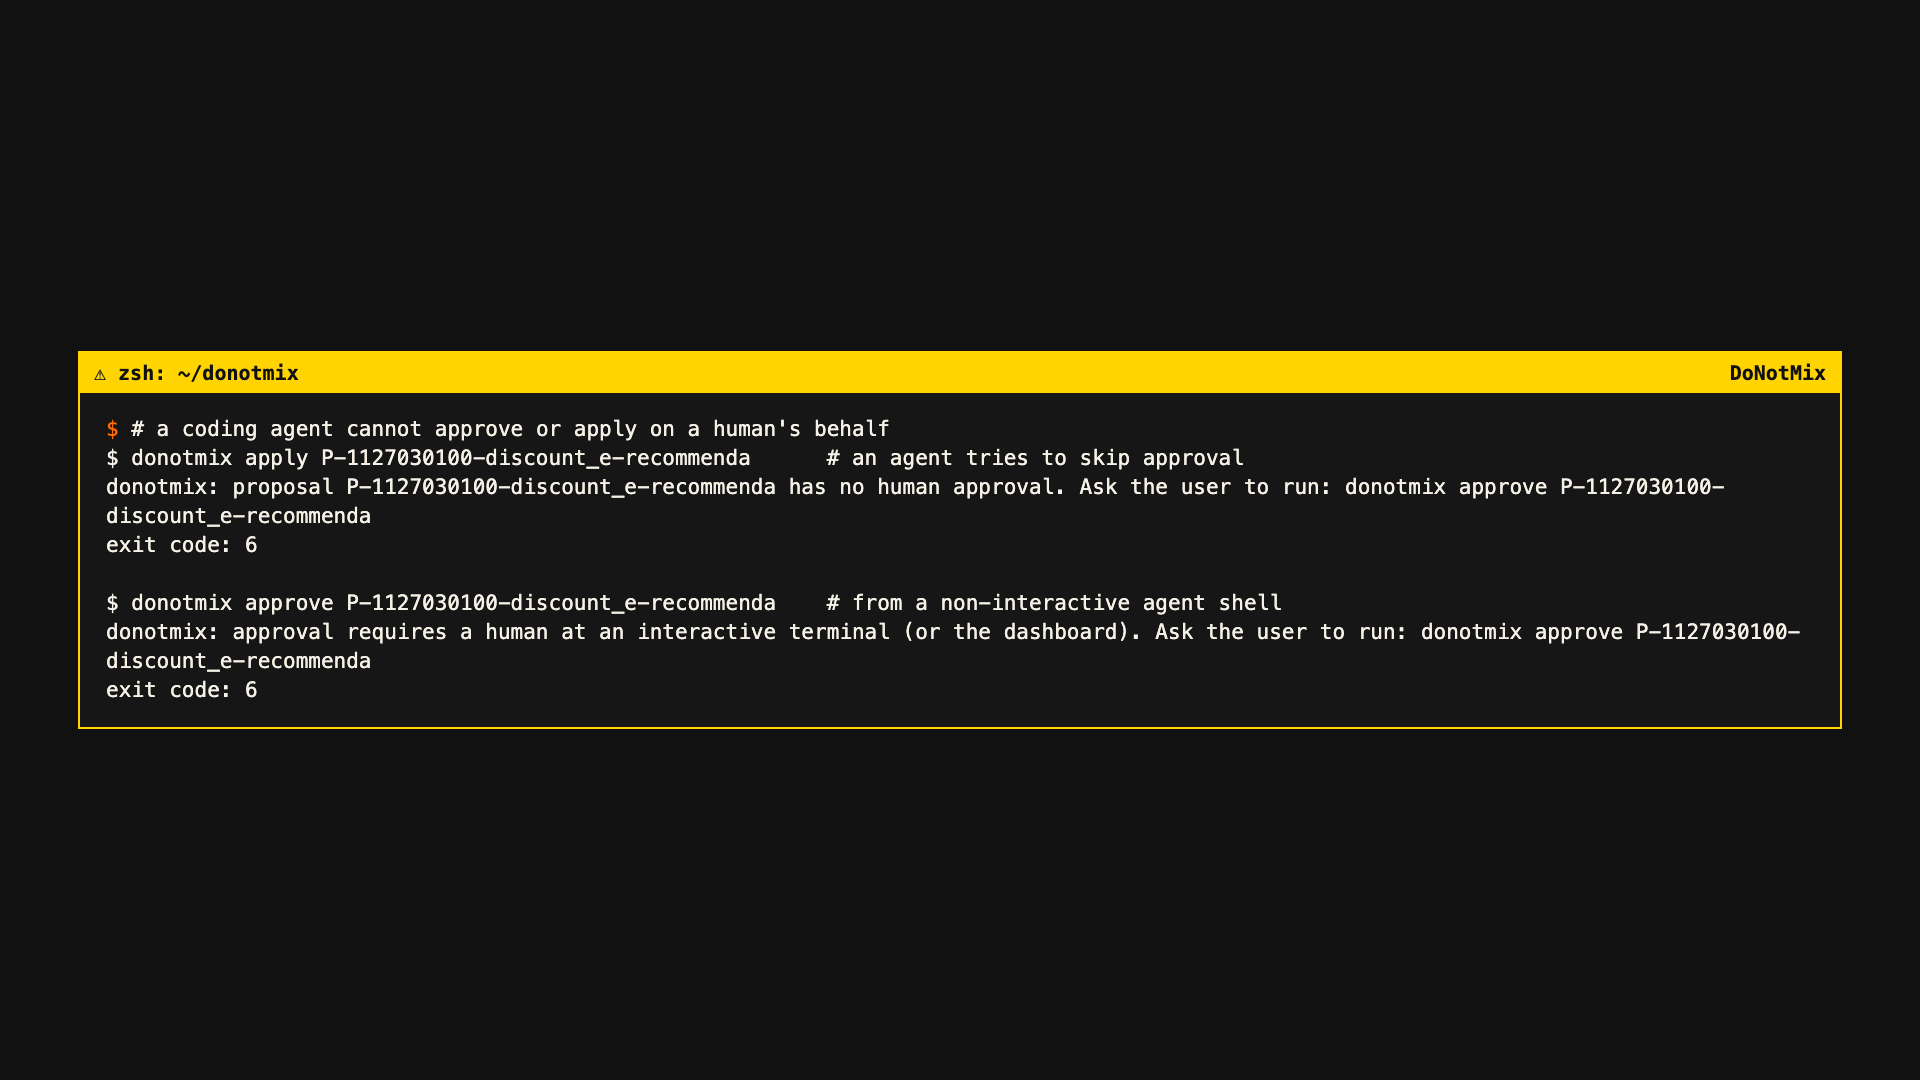 ⚠ zsh: ~/donotmix DoNotMix
$ # a coding agent cannot approve or apply on a human's behalf
$ donotmix apply P-1127030100-discount_e-recommenda      # an agent tries to skip approval
donotmix: proposal P-1127030100-discount_e-recommenda has no human approval. Ask the user to run: donotmix approve P-1127030100-
discount_e-recommenda
exit code: 6
$ donotmix approve P-1127030100-discount_e-recommenda    # from a non-interactive agent shell
donotmix: approval requires a human at an interactive terminal (or the dashboard). Ask the user to run: donotmix approve P-1127030100-
discount_e-recommenda
exit code: 6